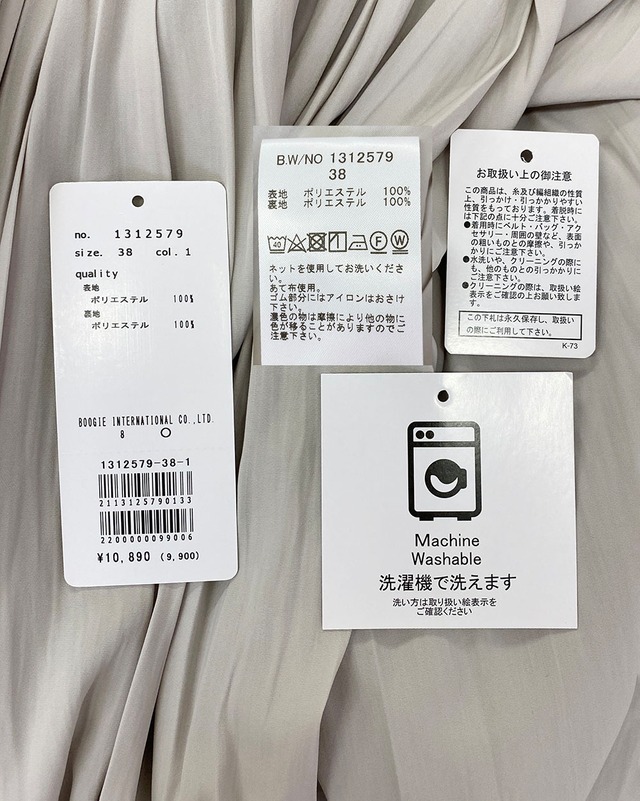 no. 1312579
size. 38 col. 1
quality
表地
ポリエステル 100%
裏地
ポリエステル 100%
BOOGIE INTERNATIONAL CO.,LTD.
8 ○
1312579-38-1
2113125790133
2200000099006
¥10,890 (9,900)
B.W/NO 1312579
38
表地 ポリエステル 100%
裏地 ポリエステル 100%
40 F W
ネットを使用してお洗いくださ
い。
あて布使用。
ゴム部分にはアイロンはおさけ
下さい。
濃色の物は摩擦により他の物に
色が移ることがありますのでご
注意下さい。
お取扱い上の御注意
この商品は、糸及び編組織の性質
上、引っかけ・引っかかりやすい
性質をもっております。着脱時に
は下記の点に十分ご注意下さい。
●着用時にベルト・バッグ・アク
セサリー・周囲の壁など、表面
の粗いものとの摩擦や、引っか
かりにご注意下さい。
●水洗いや、クリーニングの際に
も、他のものとの引っかかりに
ご注意下さい。
●クリーニングの際は、取扱い絵
表示をご確認の上お願い致しま
す。
この下札は永久保存し、取扱い
の際にご利用して下さい。
K-73
Machine
Washable
洗濯機で洗えます
洗い方は取り扱い絵表示を
ご確認ください